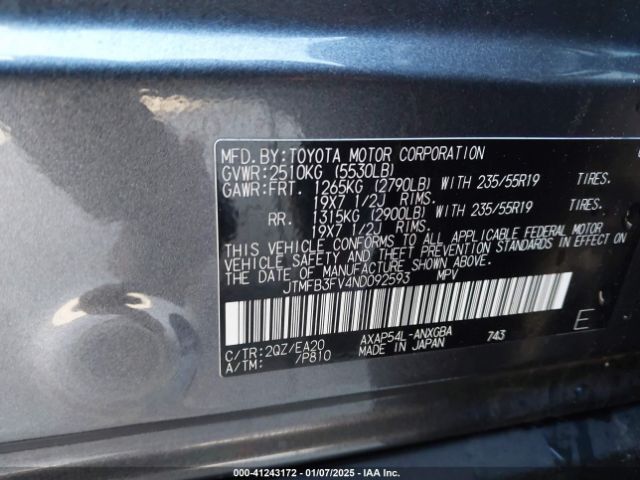 MFD.BY:TOYOTA MOTOR CORPORATION
GVWR:2510KG (5530LB)
GAWR:FRT. 1265KG (2790LB) WITH 235/55R19 TIRES.
19X7 1/2J RIMS.
RR. 1315KG (2900LB) WITH 235/55R19 TIRES.
19X7 1/2J RIMS.
THIS VEHICLE CONFORMS TO ALL APPLICABLE FEDERAL MOTOR
VEHICLE SAFETY AND THEFT PREVENTION STANDARDS IN EFFECT ON
THE DATE OF MANUFACTURE SHOWN ABOVE.
JTMFB3FV4ND092593 MPV
C/TR:2QZ/EA20 AXAP54L-ANXGBA 743
A/TM: /P810 MADE IN JAPAN
E
000-41243172 — 01/07/2025 — IAA Inc.